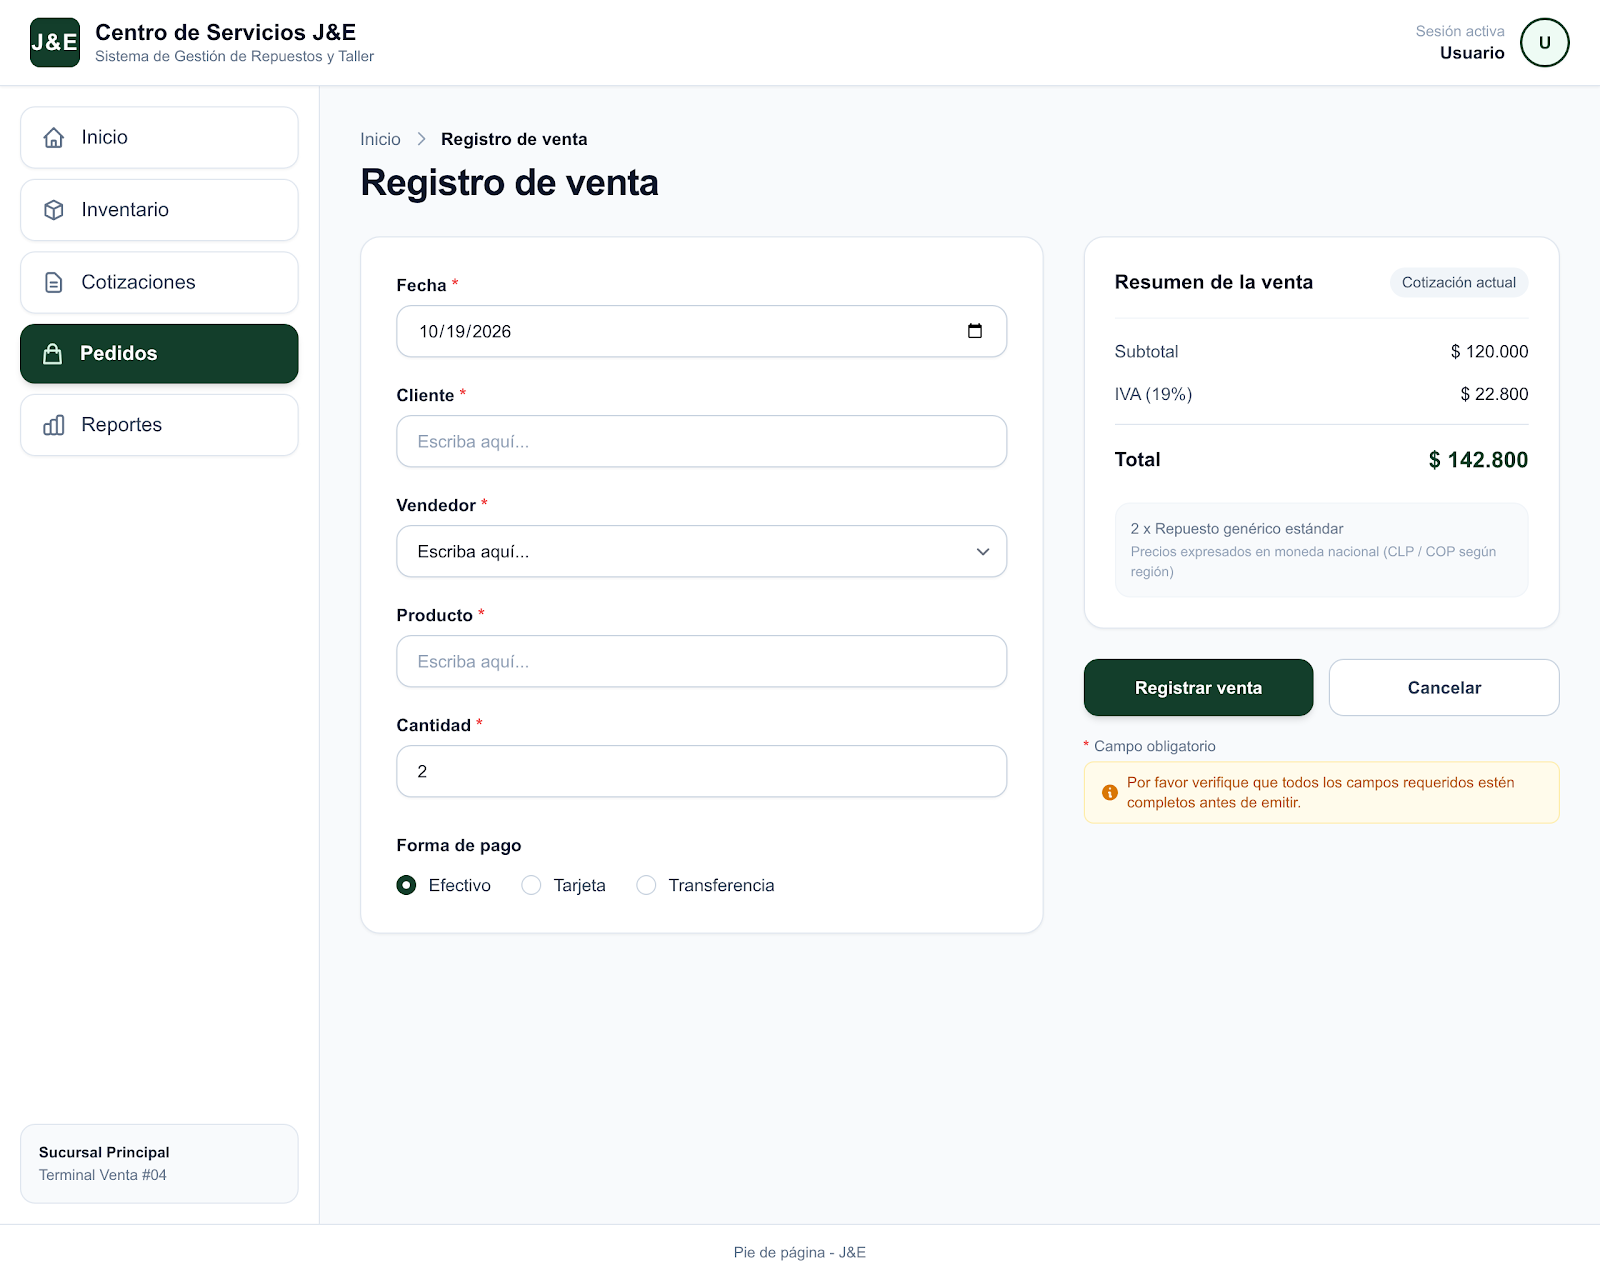 J&E
Centro de Servicios J&E
Sistema de Gestión de Repuestos y Taller
Sesión activa
Usuario
U
Inicio
Inventario
Cotizaciones
Pedidos
Reportes
Sucursal Principal
Terminal Venta #04
Inicio > Registro de venta
Registro de venta
Fecha *
10/19/2026
Cliente *
Escriba aquí...
Vendedor *
Escriba aquí...
Producto *
Escriba aquí...
Cantidad *
2
Forma de pago
Efectivo Tarjeta Transferencia
Resumen de la venta Cotización actual
Subtotal $ 120.000
IVA (19%) $ 22.800
Total $ 142.800
2 x Repuesto genérico estándar
Precios expresados en moneda nacional (CLP / COP según
región)
Registrar venta Cancelar
* Campo obligatorio
Por favor verifique que todos los campos requeridos estén
completos antes de emitir.
Pie de página - J&E